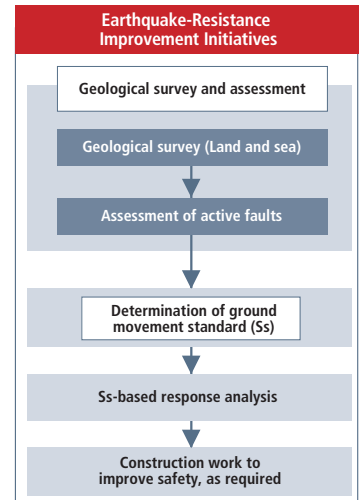 Earthquake-Resistance
Improvement Initiatives
Geological survey and assessment
Geological survey (Land and sea)
Assessment of active faults
Determination of ground
movement standard (Ss)
Ss-based response analysis
Construction work to
improve safety, as required